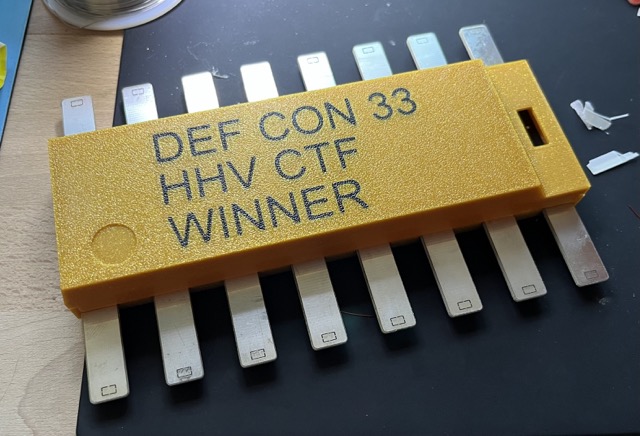 DEF CON 33
HHV CTF
WINNER